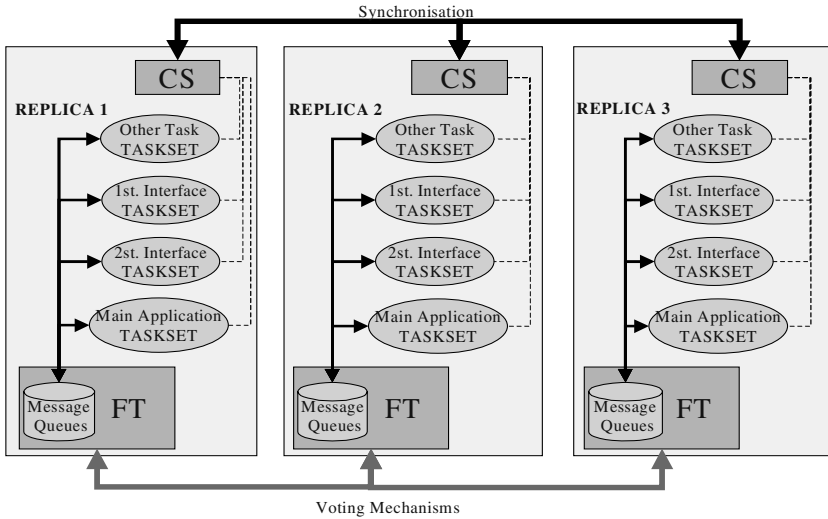 Synchronisation
CS
REPLICA 1
Other Task
TASKSET
1st. Interface
TASKSET
2st. Interface
TASKSET
Main Application
TASKSET
Message
Queues
FT
CS
REPLICA 2
Other Task
TASKSET
1st. Interface
TASKSET
2st. Interface
TASKSET
Main Application
TASKSET
Message
Queues
FT
CS
REPLICA 3
Other Task
TASKSET
1st. Interface
TASKSET
2st. Interface
TASKSET
Main Application
TASKSET
Message
Queues
FT
Voting Mechanisms